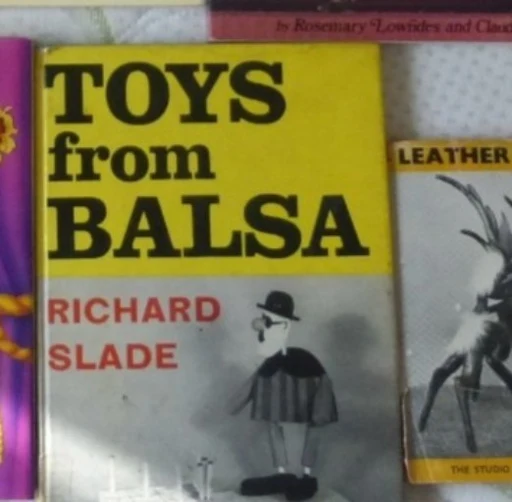 by Rosemary Lowndes and Claud
TOYS
from
BALSA
RICHARD
SLADE
LEATHER
THE STUDIO